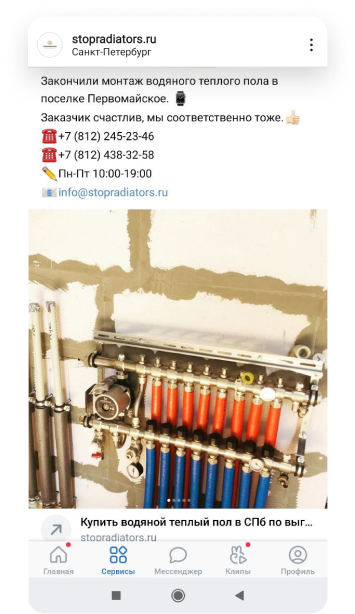 stopradiators.ru
Санкт-Петербург
Закончили монтаж водяного теплого пола в
поселке Первомайское.
Заказчик счастлив, мы соответственно тоже.
+7 (812) 245-23-46
+7 (812) 438-32-58
Пн-Пт 10:00-19:00
info@stopradiators.ru
Купить водяной теплый пол в СПб по выг...
stopradiators.ru
Главная
Сервисы
Мессенджер
Клипы
Профиль